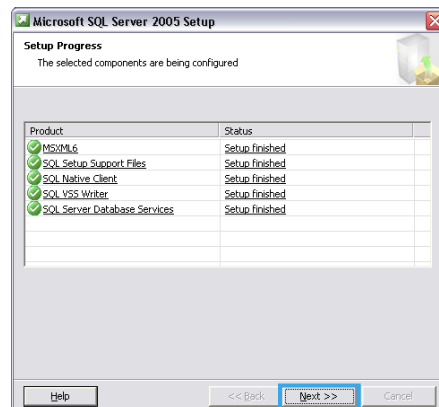 Microsoft SQL Server 2005 Setup
Setup Progress
The selected components are being configured
Product Status
MSXML6 Setup finished
SQL Setup Support Files Setup finished
SQL Native Client Setup finished
SQL VSS Writer Setup finished
SQL Server Database Services Setup finished
Help << Back Next >> Cancel